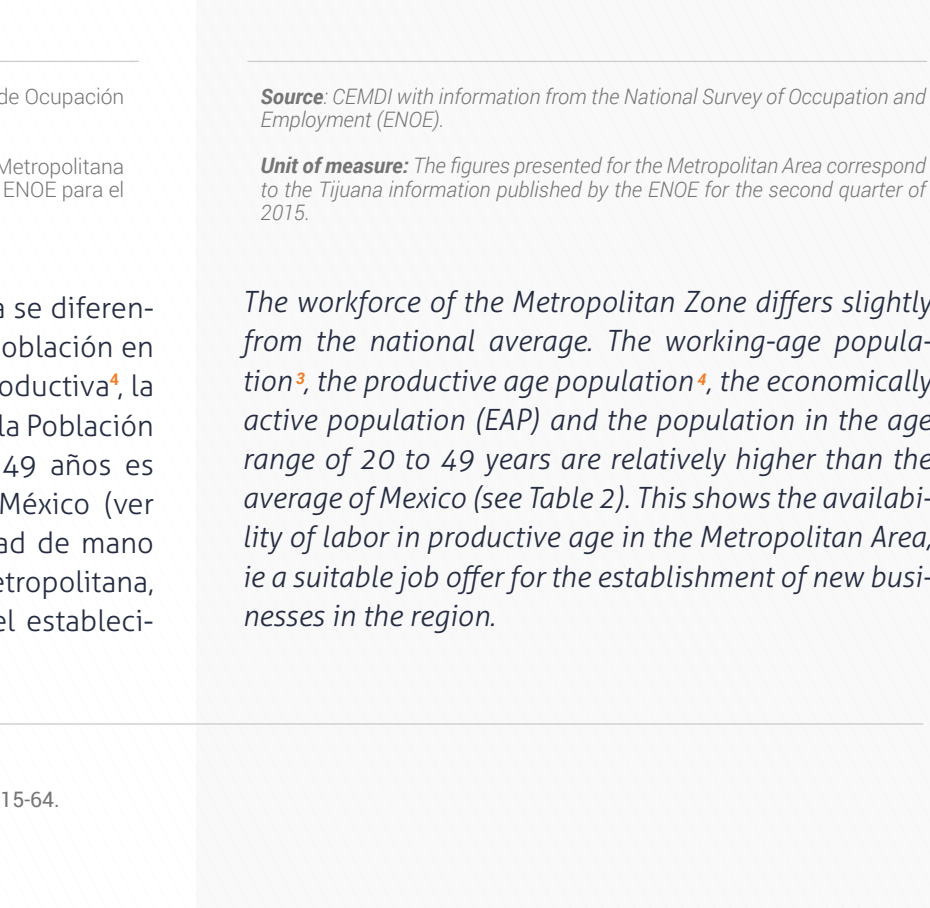 de Ocupación
Metropolitana
ENOE para el
a se diferen-
oblación en
oductiva4, la
la Población
49 años es
México (ver
ad de mano
etropolitana,
el estableci-
15-64.
Source: CEMDI with information from the National Survey of Occupation and
Employment (ENOE).
Unit of measure: The figures presented for the Metropolitan Area correspond
to the Tijuana information published by the ENOE for the second quarter of
2015.
The workforce of the Metropolitan Zone differs slightly
from the national average. The working-age popula-
tion3, the productive age population4, the economically
active population (EAP) and the population in the age
range of 20 to 49 years are relatively higher than the
average of Mexico (see Table 2). This shows the availabi-
lity of labor in productive age in the Metropolitan Area,
ie a suitable job offer for the establishment of new busi-
nesses in the region.